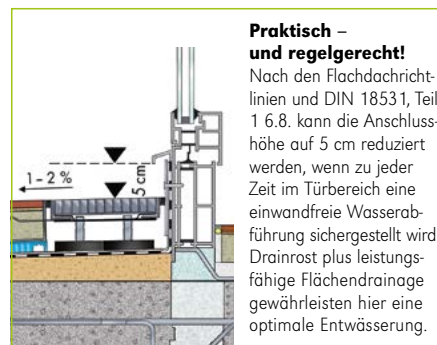 Praktisch –
und regelgerecht!
Nach den Flachdachricht-
linien und DIN 18531, Teil
1 6.8. kann die Anschluss-
höhe auf 5 cm reduziert
werden, wenn zu jeder
Zeit im Türbereich eine
einwandfreie Wasserab-
führung sichergestellt wird
Drainrost plus leistungs-
fähige Flächendrainage
gewährleisten hier eine
optimale Entwässerung.
1–2 %
5 cm